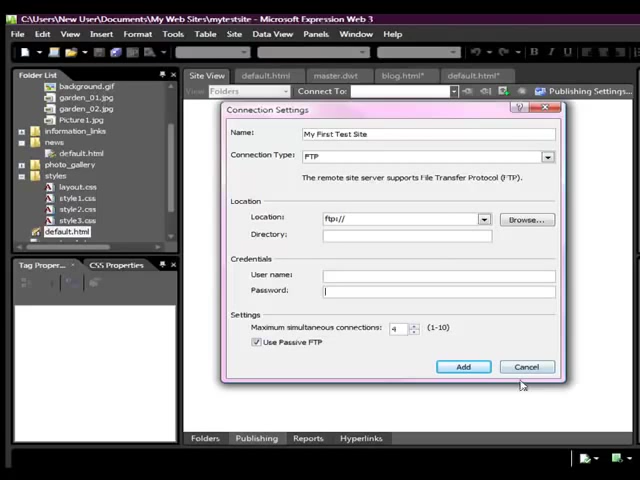 C:\Users\New User\Documents\My Web Sites\mytestsite - Microsoft Expression Web 3
File Edit View Insert Format Tools Table Site Data View Panels Window Help
Folder List
background.gif
garden_01.jpg
garden_02.jpg
Picture1.jpg
information_links
news
default.html
photo_gallery
styles
layout.css
style1.css
style2.css
style3.css
default.html
Tag Proper... CSS Properties
Site View default.html master.dwt blog.html* default.html*
View Folders Connect To: Publishing Settings...
Connection Settings
Name: My First Test Site
Connection Type: FTP
The remote site server supports File Transfer Protocol (FTP).
Location
Location: ftp:// Browse...
Directory:
Credentials
User name:
Password:
Settings
Maximum simultaneous connections: 4 (1-10)
Use Passive FTP
Add Cancel
Folders Publishing Reports Hyperlinks